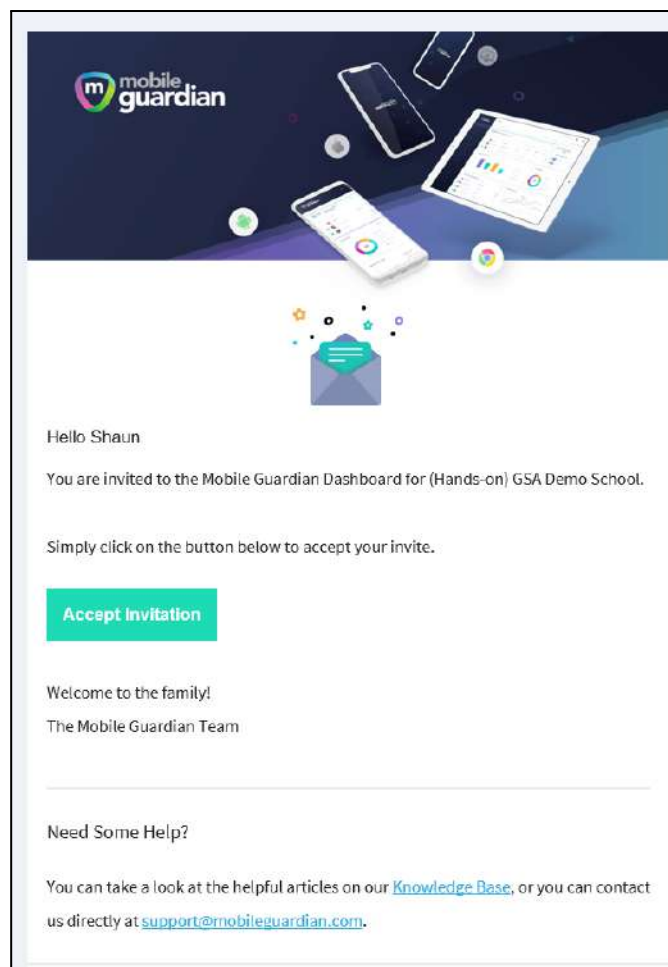 m mobile
guardian
Hello Shaun
You are invited to the Mobile Guardian Dashboard for (Hands-on) GSA Demo School.
Simply click on the button below to accept your invite.
Accept Invitation
Welcome to the family!
The Mobile Guardian Team
Need Some Help?
You can take a look at the helpful articles on our Knowledge Base, or you can contact
us directly at support@mobileguardian.com.